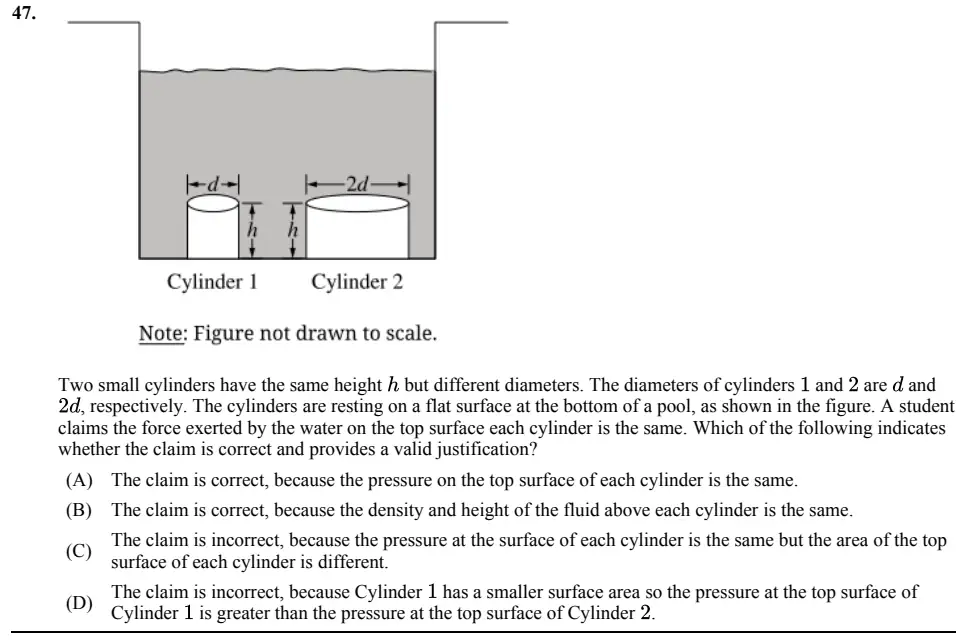 47.
d
2d
h
h
Cylinder 1
Cylinder 2
Note: Figure not drawn to scale.
Two small cylinders have the same height h but different diameters. The diameters of cylinders 1 and 2 are d and
2d, respectively. The cylinders are resting on a flat surface at the bottom of a pool, as shown in the figure. A student
claims the force exerted by the water on the top surface each cylinder is the same. Which of the following indicates
whether the claim is correct and provides a valid justification?
(A) The claim is correct, because the pressure on the top surface of each cylinder is the same.
(B) The claim is correct, because the density and height of the fluid above each cylinder is the same.
(C) The claim is incorrect, because the pressure at the surface of each cylinder is the same but the area of the top
surface of each cylinder is different.
(D) The claim is incorrect, because Cylinder 1 has a smaller surface area so the pressure at the top surface of
Cylinder 1 is greater than the pressure at the top surface of Cylinder 2.